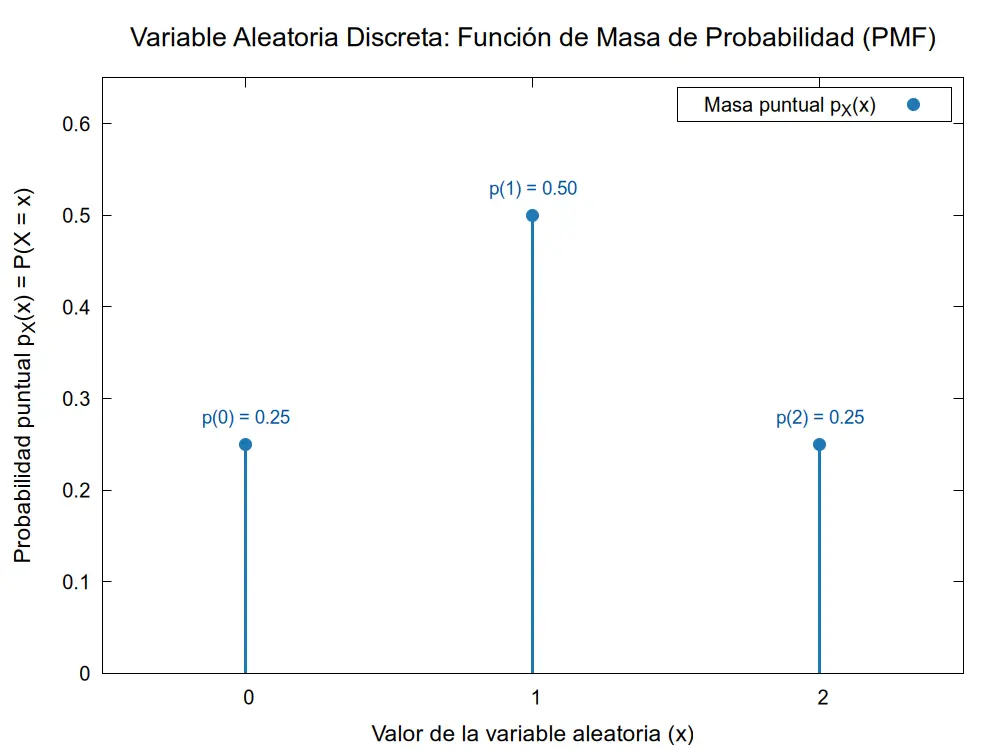 Variable Aleatoria Discreta: Función de Masa de Probabilidad (PMF)
Masa puntual pX(x)
0.6
0.5
0.4
0.3
0.2
0.1
0
p(1) = 0.50
p(0) = 0.25
p(2) = 0.25
Probabilidad puntual pX(x) = P(X = x)
0
1
2
Valor de la variable aleatoria (x)